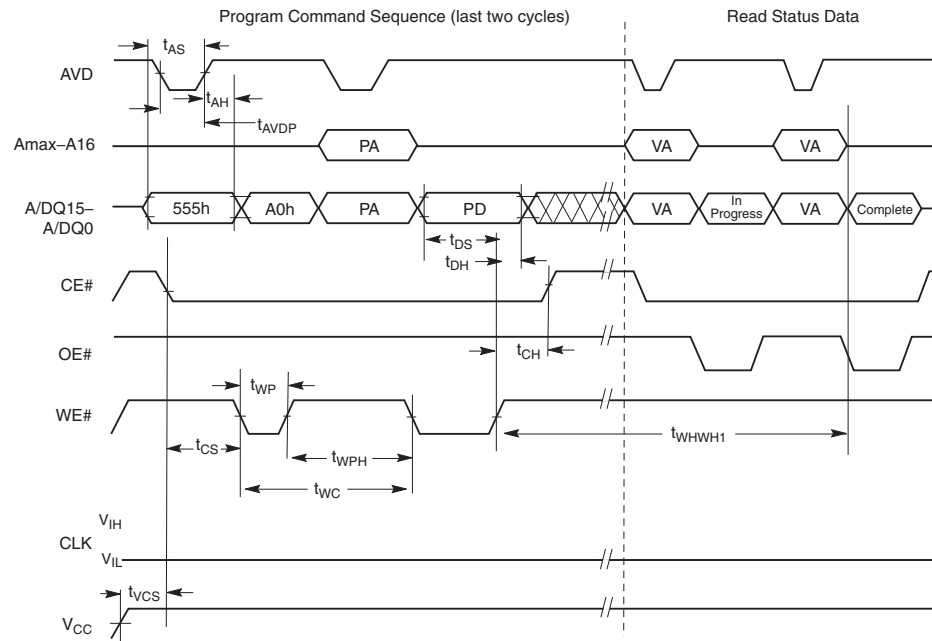 Program Command Sequence (last two cycles)
Read Status Data
tAS
AVD
tAH
tAVDP
Amax–A16
PA
VA
VA
A/DQ15–
A/DQ0
555h
A0h
PA
PD
VA
In
Progress
VA
Complete
tDS
tDH
CE#
OE#
tCH
tWP
WE#
tCS
tWPH
tWHWH1
tWC
VIH
CLK
VIL
tVCS
VCC